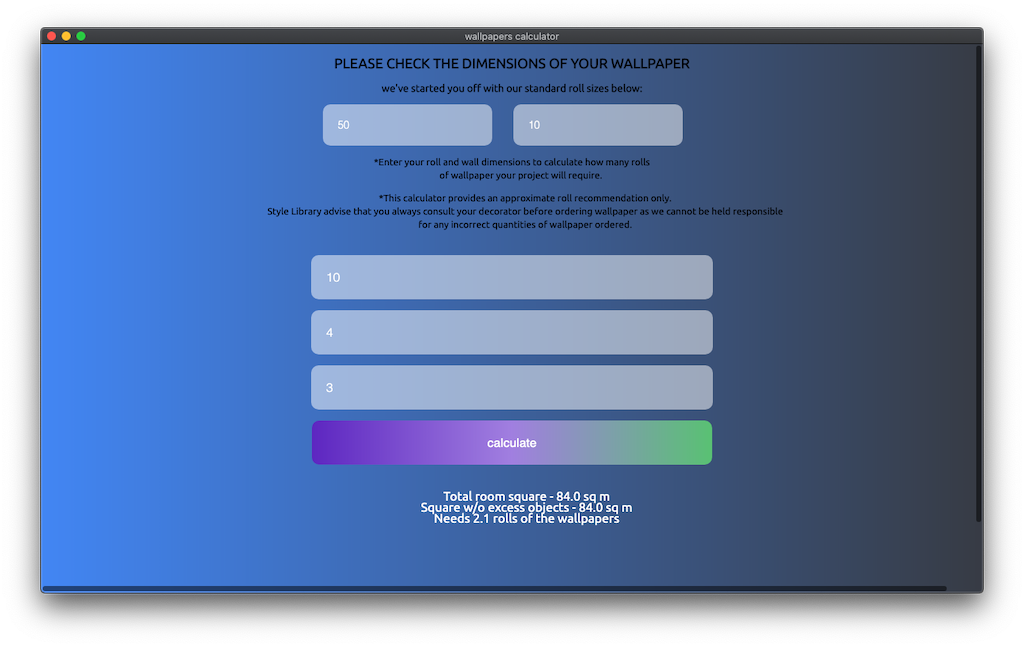 wallpapers calculator
PLEASE CHECK THE DIMENSIONS OF YOUR WALLPAPER
we've started you off with our standard roll sizes below:
50 10
*Enter your roll and wall dimensions to calculate how many rolls
of wallpaper your project will require.
*This calculator provides an approximate roll recommendation only.
Style Library advise that you always consult your decorator before ordering wallpaper as we cannot be held responsible
for any incorrect quantities of wallpaper ordered.
10
4
3
calculate
Total room square - 84.0 sq m
Square w/o excess objects - 84.0 sq m
Needs 2.1 rolls of the wallpapers